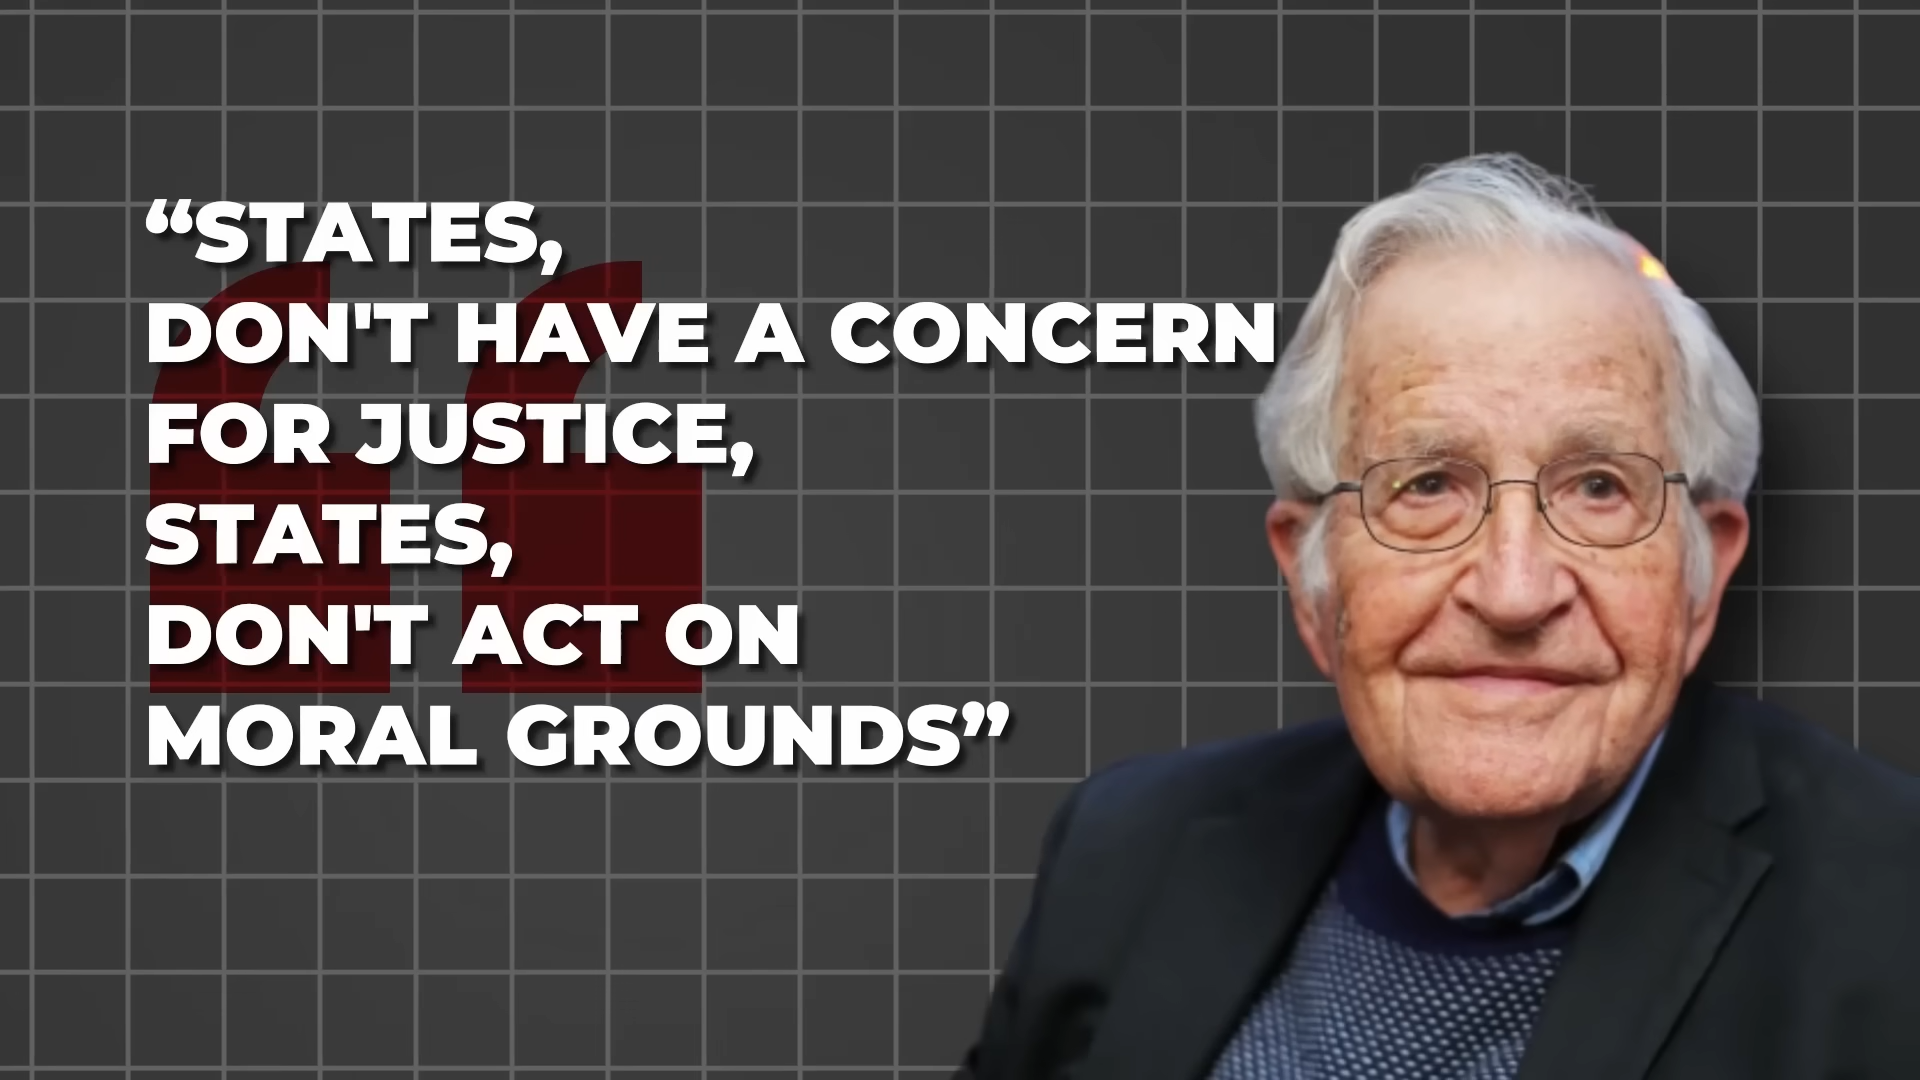 “STATES,
DON'T HAVE A CONCERN
FOR JUSTICE,
STATES,
DON'T ACT ON
MORAL GROUNDS”